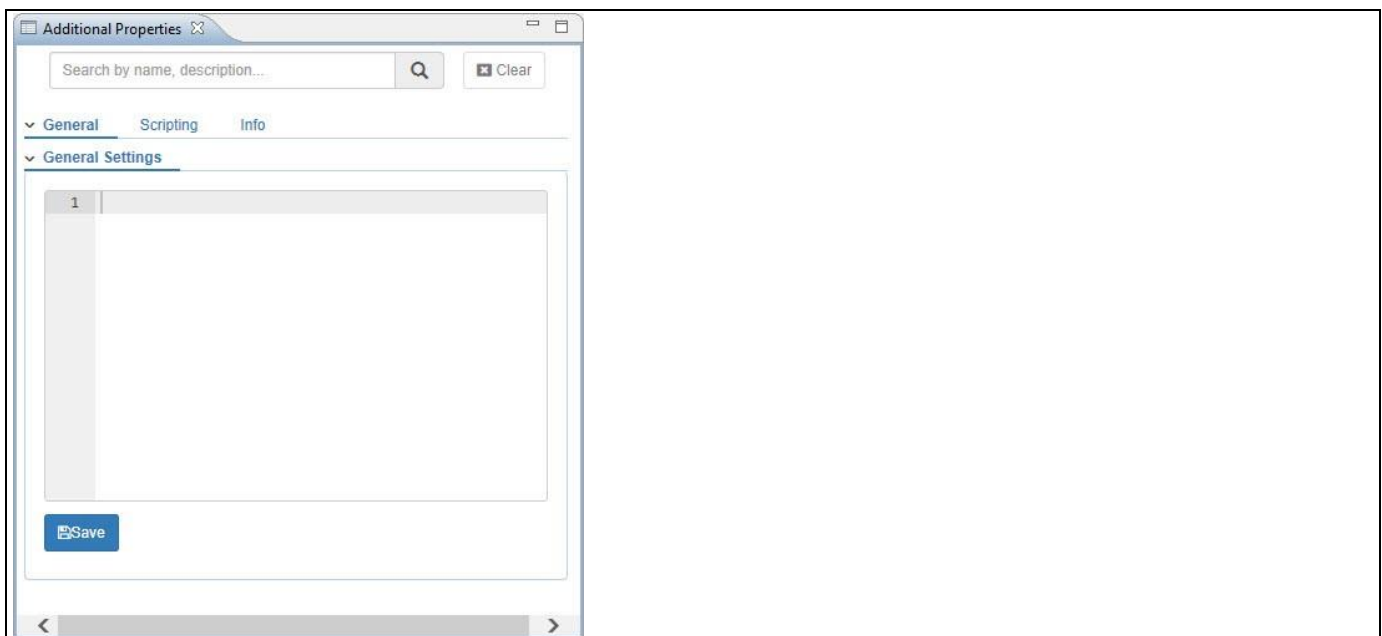 Additional Properties
Search by name, description...
Clear
General Scripting Info
General Settings
1
Save